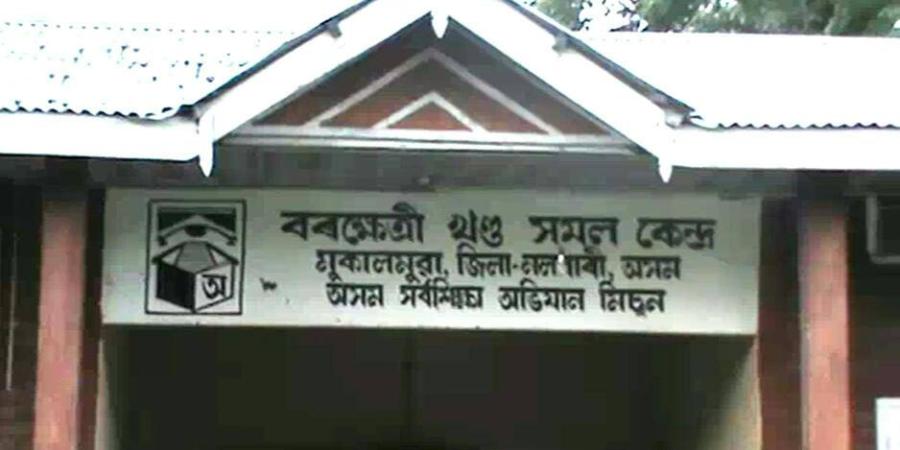 অ
বৰক্ষেত্ৰী খণ্ড সমল কেন্দ্ৰ
মুকালমুৱা, জিলা-নলবাৰী, অসম
অসম সৰ্বশিক্ষা অভিযান মিছন